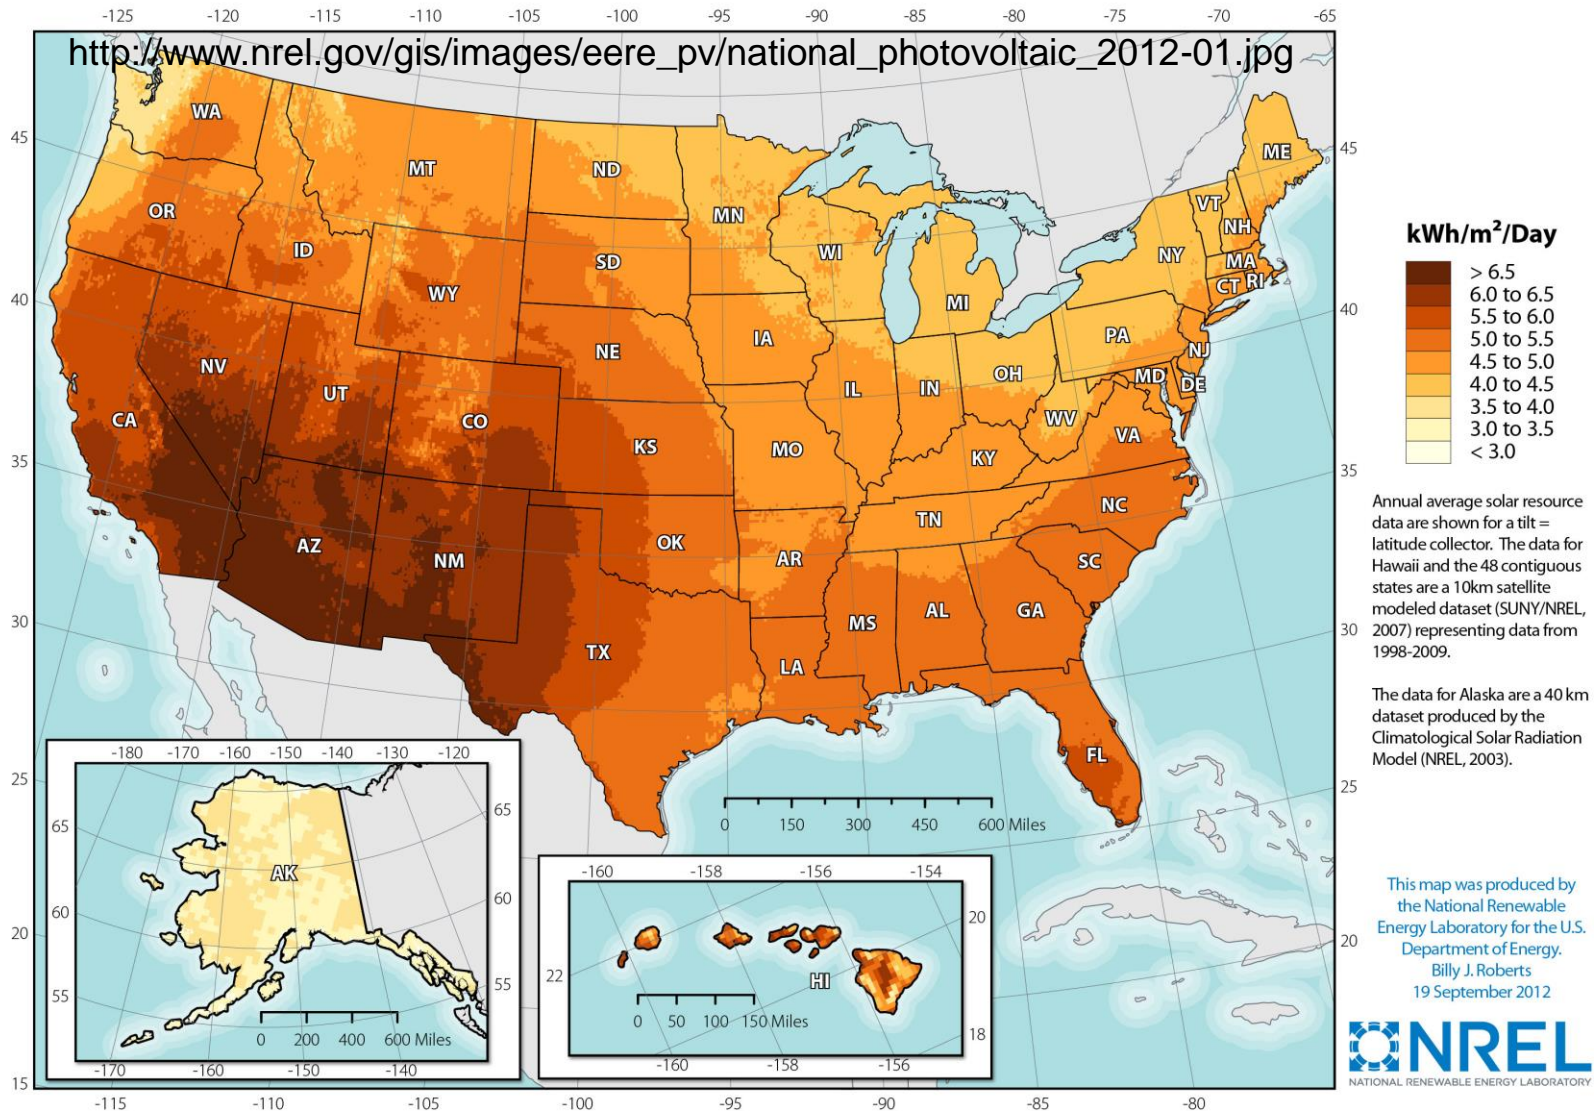 -125 -120 -115 -110 -105 -100 -95 -90 -85 -80 -75 -70 -65
http://www.nrel.gov/gis/images/eere_pv/national_photovoltaic_2012-01.jpg
WA
45
MT
ND
ME
45
OR
MN
VT
NH
ID
SD
WI
NY
MA
CT RI
WY
MI
40
40
NV
NE
IA
PA
NJ
UT
IL
IN
OH
MD DE
CA
CO
KS
MO
KY
WV
VA
35
35
AZ
NM
OK
AR
TN
NC
SC
30
30
TX
LA
MS
AL
GA
FL
25
25
0 150 300 450 600 Miles
20
20
15
-115 -110 -105 -100 -95 -90 -85 -80
-180 -170 -160 -150 -140 -130 -120
65
65
AK
60
60
55
55
0 200 400 600 Miles
-170 -160 -150 -140
-160 -158 -156 -154
20
22
HI
0 50 100 150 Miles
18
-160 -158 -156
kWh/m²/Day
> 6.5
6.0 to 6.5
5.5 to 6.0
5.0 to 5.5
4.5 to 5.0
4.0 to 4.5
3.5 to 4.0
3.0 to 3.5
< 3.0
Annual average solar resource
data are shown for a tilt =
latitude collector. The data for
Hawaii and the 48 contiguous
states are a 10km satellite
modeled dataset (SUNY/NREL,
2007) representing data from
1998-2009.
The data for Alaska are a 40 km
dataset produced by the
Climatological Solar Radiation
Model (NREL, 2003).
This map was produced by
the National Renewable
Energy Laboratory for the U.S.
Department of Energy.
Billy J. Roberts
19 September 2012
NREL
NATIONAL RENEWABLE ENERGY LABORATORY